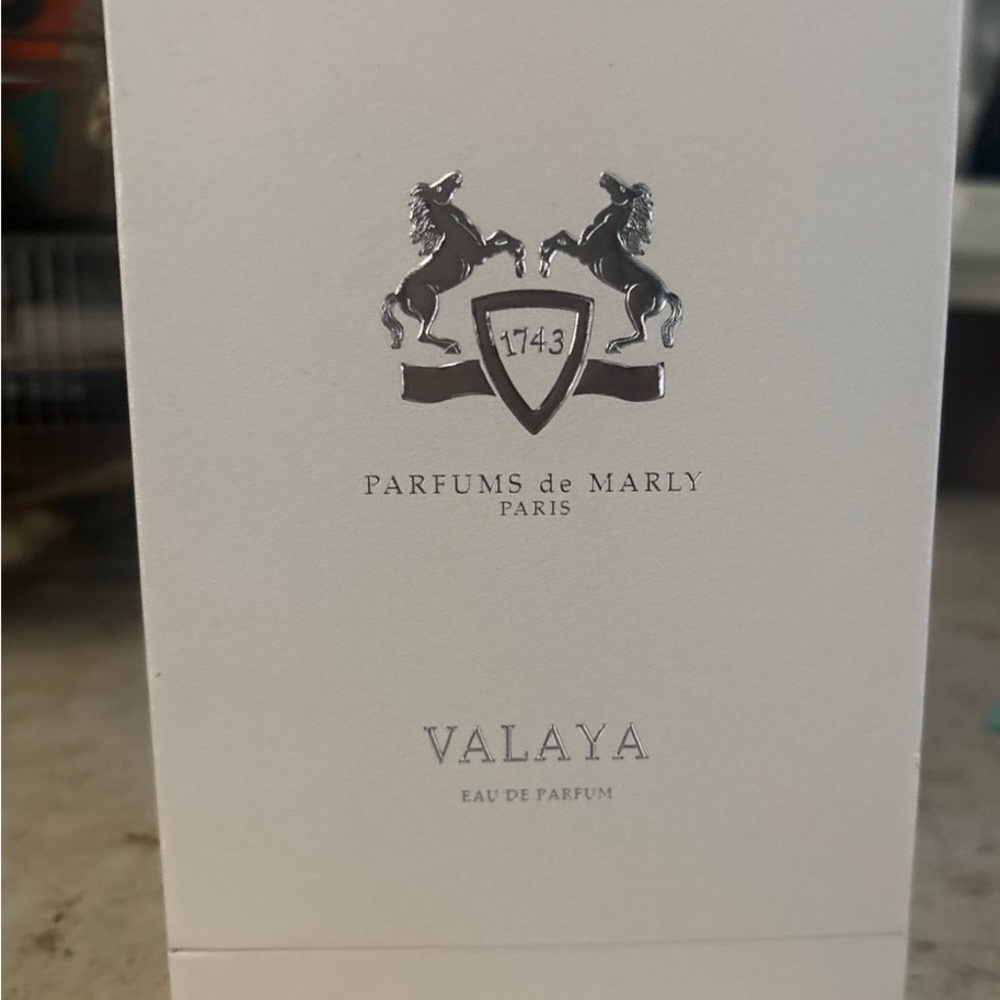 1743
PARFUMS de MARLY
PARIS
VALAYA
EAU DE PARFUM